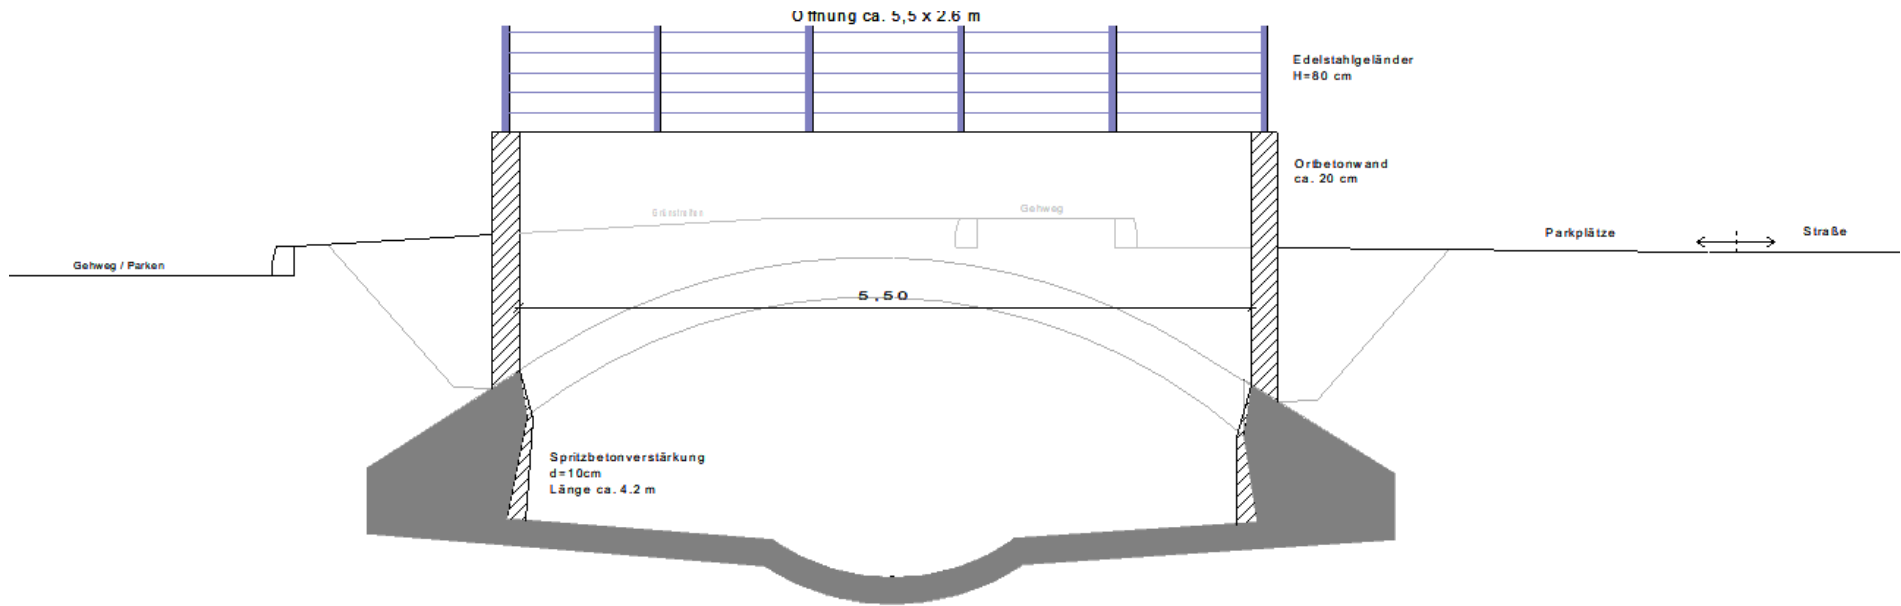 Öffnung ca. 5,5 x 2.6 m
Edelstahlgeländer
H=80 cm
Ortbetonwand
ca. 20 cm
Grünstreifen
Gehweg
Parkplätze
Straße
Gehweg / Parken
5,50
Spritzbetonverstärkung
d=10cm
Länge ca. 4.2 m